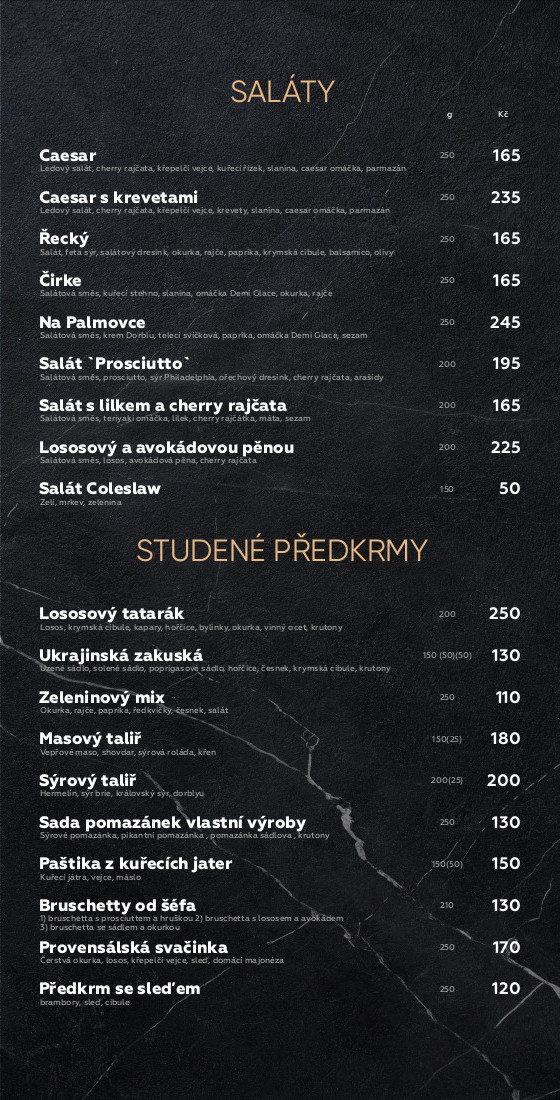 SALÁTY
g Kč
Caesar 250 165
Ledový salát, cherry rajčata, křepelčí vejce, kuřecí řízek, slanina, caesar omáčka, parmazán
Caesar s krevetami 250 235
Ledový salát, cherry rajčata, křepelčí vejce, krevety, slanina, caesar omáčka, parmazán
Řecký 250 165
Salát, feta sýr, salátový dresink, okurka, rajče, paprika, krymská cibule, balsamico, olivy
Čirke 250 165
Salátová směs, kuřecí stehno, slanina, omáčka Demi Glace, okurka, rajče
Na Palmovce 250 245
Salátová směs, krem Dorblu, telecí svíčková, paprika, omáčka Demi Glace, sezam
Salát `Prosciutto` 200 195
Salátová směs, prosciutto, sýr Philadelphia, ořechový dresink, cherry rajčata, arašídy
Salát s lilkem a cherry rajčata 200 165
Salátová směs, teriyaki omáčka, lilek, cherry rajčátka, máta, sezam
Lososový a avokádovou pěnou 200 225
Salátová směs, losos, avokádová pěna, cherry rajčata
Salát Coleslaw 150 50
Zelí, mrkev, zelenina
STUDENÉ PŘEDKRMY
Lososový tatarák 200 250
Losos, krymská cibule, kapary, hořčice, bylinky, okurka, vinný ocet, krutony
Ukrajinská zakuská 150 (50)(50) 130
Uzené sádlo, solené sádlo, poprigasové sádlo, hořčice, česnek, krymská cibule, krutony
Zeleninový mix 250 110
Okurka, rajče, paprika, ředkvičky, česnek, salát
Masový talíř 150(25) 180
Vepřové maso, shovdar, sýrová roláda, křen
Sýrový talíř 200(25) 200
Hermelín, sýr brie, královský sýr, dorblyu
Sada pomazánek vlastní výroby 250 130
Sýrové pomazánka, pikantní pomazánka , pomazánka sádlova , krutony
Paštika z kuřecích jater 150(50) 150
Kuřecí játra, vejce, máslo
Bruschetty od šéfa 210 130
1) bruschetta s prosciuttem a hruškou 2) bruschetta s lososem a avokádem
3) bruschetta se sádlem a okurkou
Provensálská svačinka 250 170
Čerstvá okurka, losos, křepelčí vejce, sleď, domácí majonéza
Předkrm se sleďem 250 120
brambory, sleď, cibule